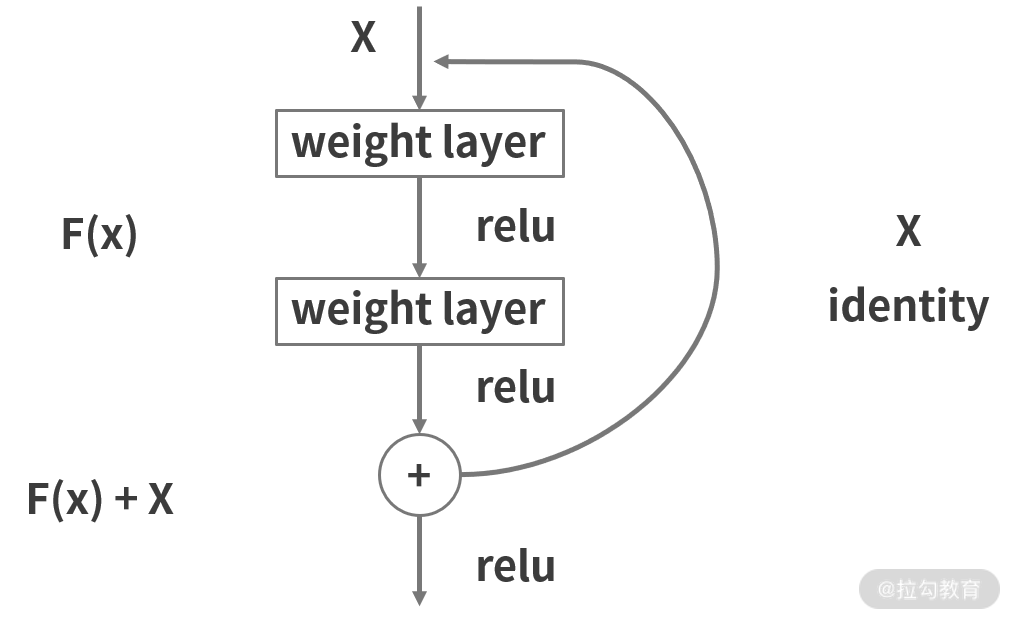 X
weight layer
relu
F(x)
X
identity
weight layer
relu
+
F(x) + X
relu
@拉勾教育